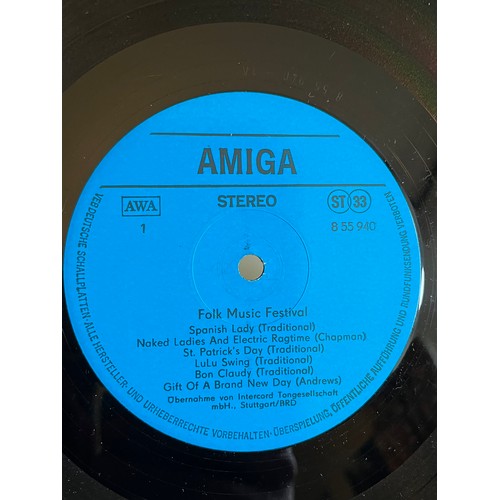 AMIGA
AWA
STEREO
ST 33
1
8 55 940
Folk Music Festival
Spanish Lady (Traditional)
Naked Ladies And Electric Ragtime (Chapman)
St. Patrick's Day (Traditional)
LuLu Swing (Traditional)
Bon Claudy (Traditional)
Gift Of A Brand New Day (Andrews)
Übernahme von Intercord Tongesellschaft
mbH., Stuttgart/BRD
VEB DEUTSCHE SCHALLPLATTEN·ALLE HERSTELLER- UND URHEBERRECHTE VORBEHALTEN·ÜBERSPIELUNG, ÖFFENTLICHE AUFFÜHRUNG UND RUNDFUNKSENDUNG VERBOTEN